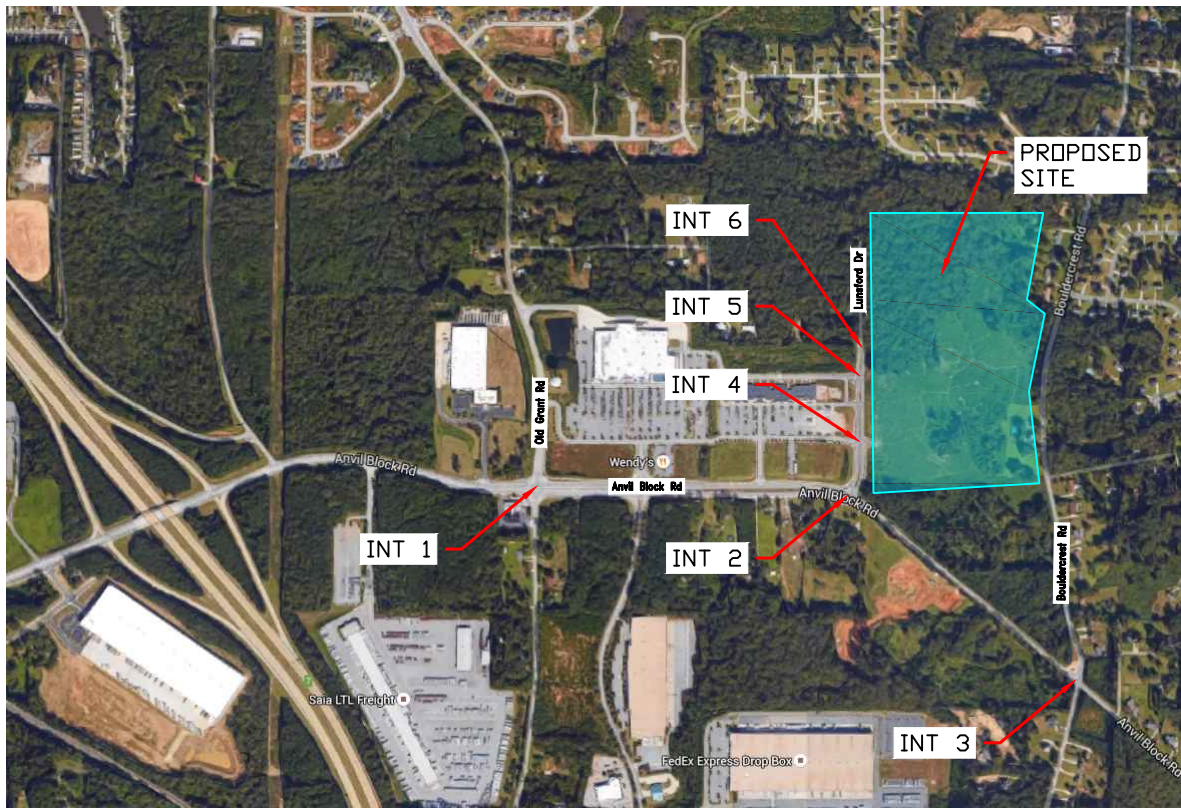 PROPOSED
SITE
INT 6
Lunsford Dr
Bouldercrest Rd
INT 5
INT 4
Old Grant Rd
Wendy's
Anvil Block Rd
Anvil Block Rd
Anvil Block Rd
INT 1
INT 2
Bouldercrest Rd
Saia LTL Freight
INT 3
Anvil Block Rd
FedEx Express Drop Box